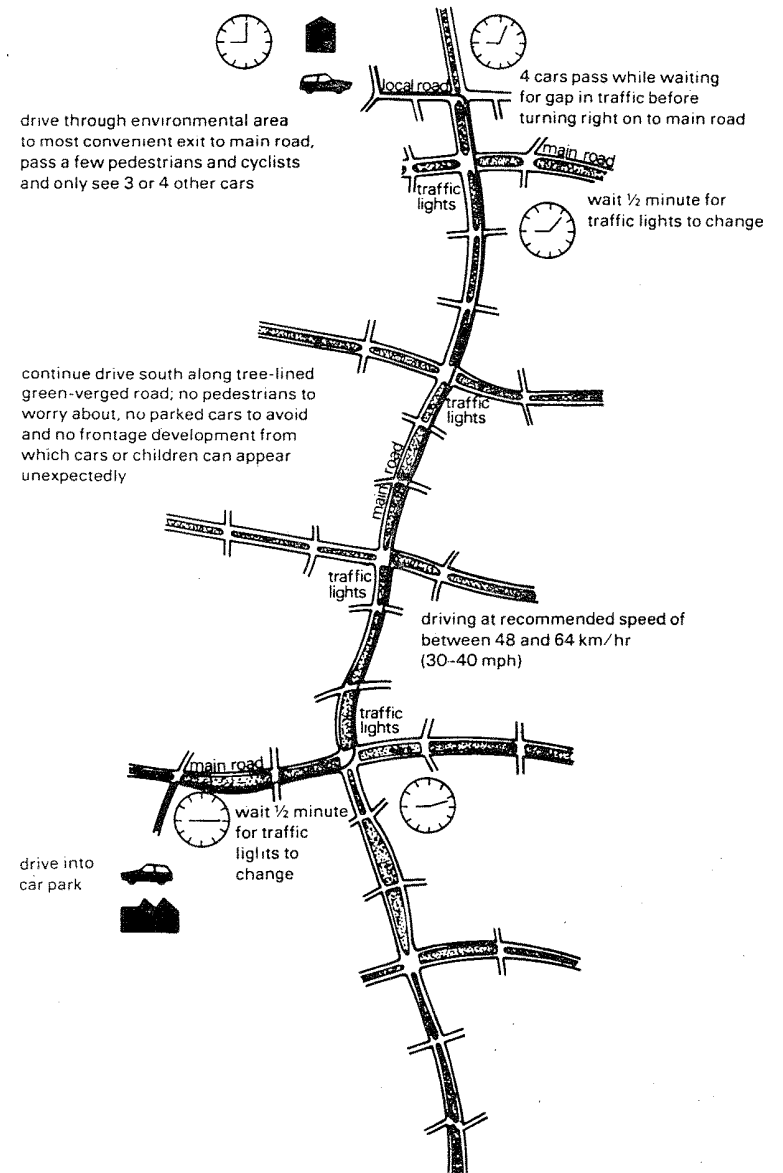 local road
4 cars pass while waiting
for gap in traffic before
turning right on to main road
drive through environmental area
to most convenient exit to main road,
pass a few pedestrians and cyclists
and only see 3 or 4 other cars
main road
traffic
lights
wait ½ minute for
traffic lights to change
continue drive south along tree-lined
green-verged road; no pedestrians to
worry about, no parked cars to avoid
and no frontage development from
which cars or children can appear
unexpectedly
traffic
lights
main road
traffic
lights
driving at recommended speed of
between 48 and 64 km/hr
(30-40 mph)
traffic
lights
main road
wait ½ minute
for traffic
lights to
change
drive into
car park